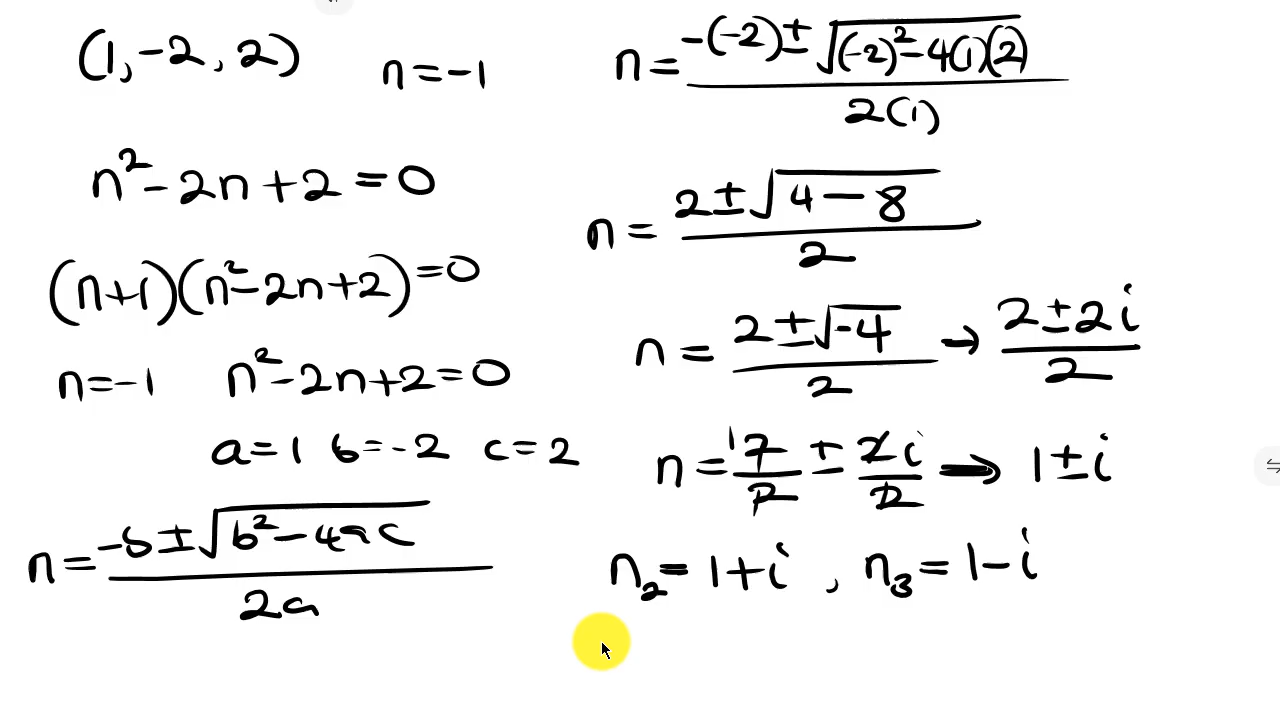 (1, -2, 2) n = -1
n² - 2n + 2 = 0
(n+1)(n² - 2n + 2) = 0
n = -1 n² - 2n + 2 = 0
a = 1 b = -2 c = 2
n = (-b ± √(b² - 4ac)) / 2a
n = (-(-2) ± √((-2)² - 4(1)(2))) / 2(1)
n = (2 ± √(4 - 8)) / 2
n = (2 ± √-4) / 2 → (2 ± 2i) / 2
n = 2/2 ± 2i/2 → 1 ± i
n₂ = 1 + i , n₃ = 1 - i